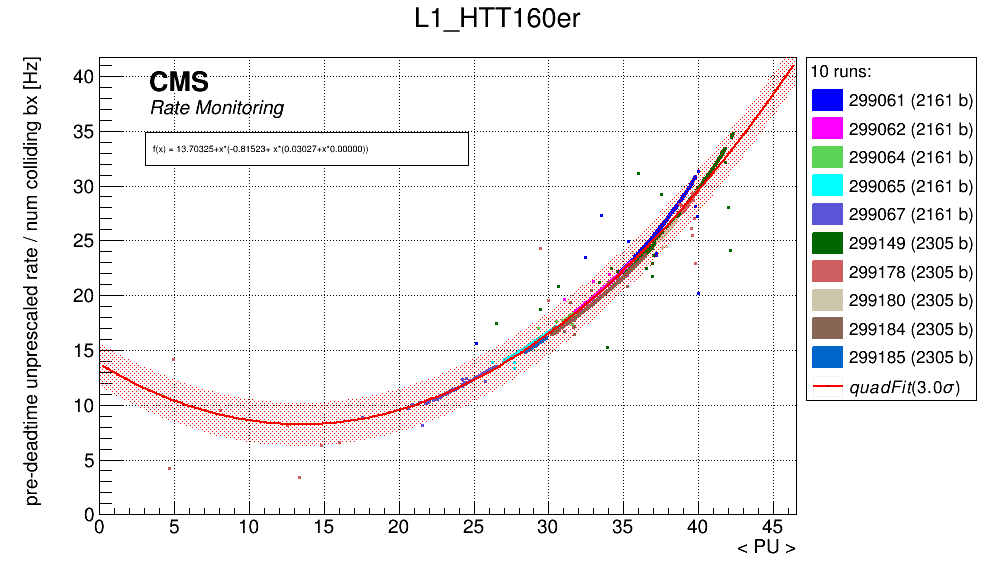 L1_HTT160er
pre-deadtime unprescaled rate / num colliding bx [Hz]
CMS
Rate Monitoring
f(x) = 13.70325+x*(-0.81523+ x*(0.03027+x*0.00000))
40
35
30
25
20
15
10
5
0
0 5 10 15 20 25 30 35 40 45
< PU >
10 runs:
299061 (2161 b)
299062 (2161 b)
299064 (2161 b)
299065 (2161 b)
299067 (2161 b)
299149 (2305 b)
299178 (2305 b)
299180 (2305 b)
299184 (2305 b)
299185 (2305 b)
quadFit(3.0σ)